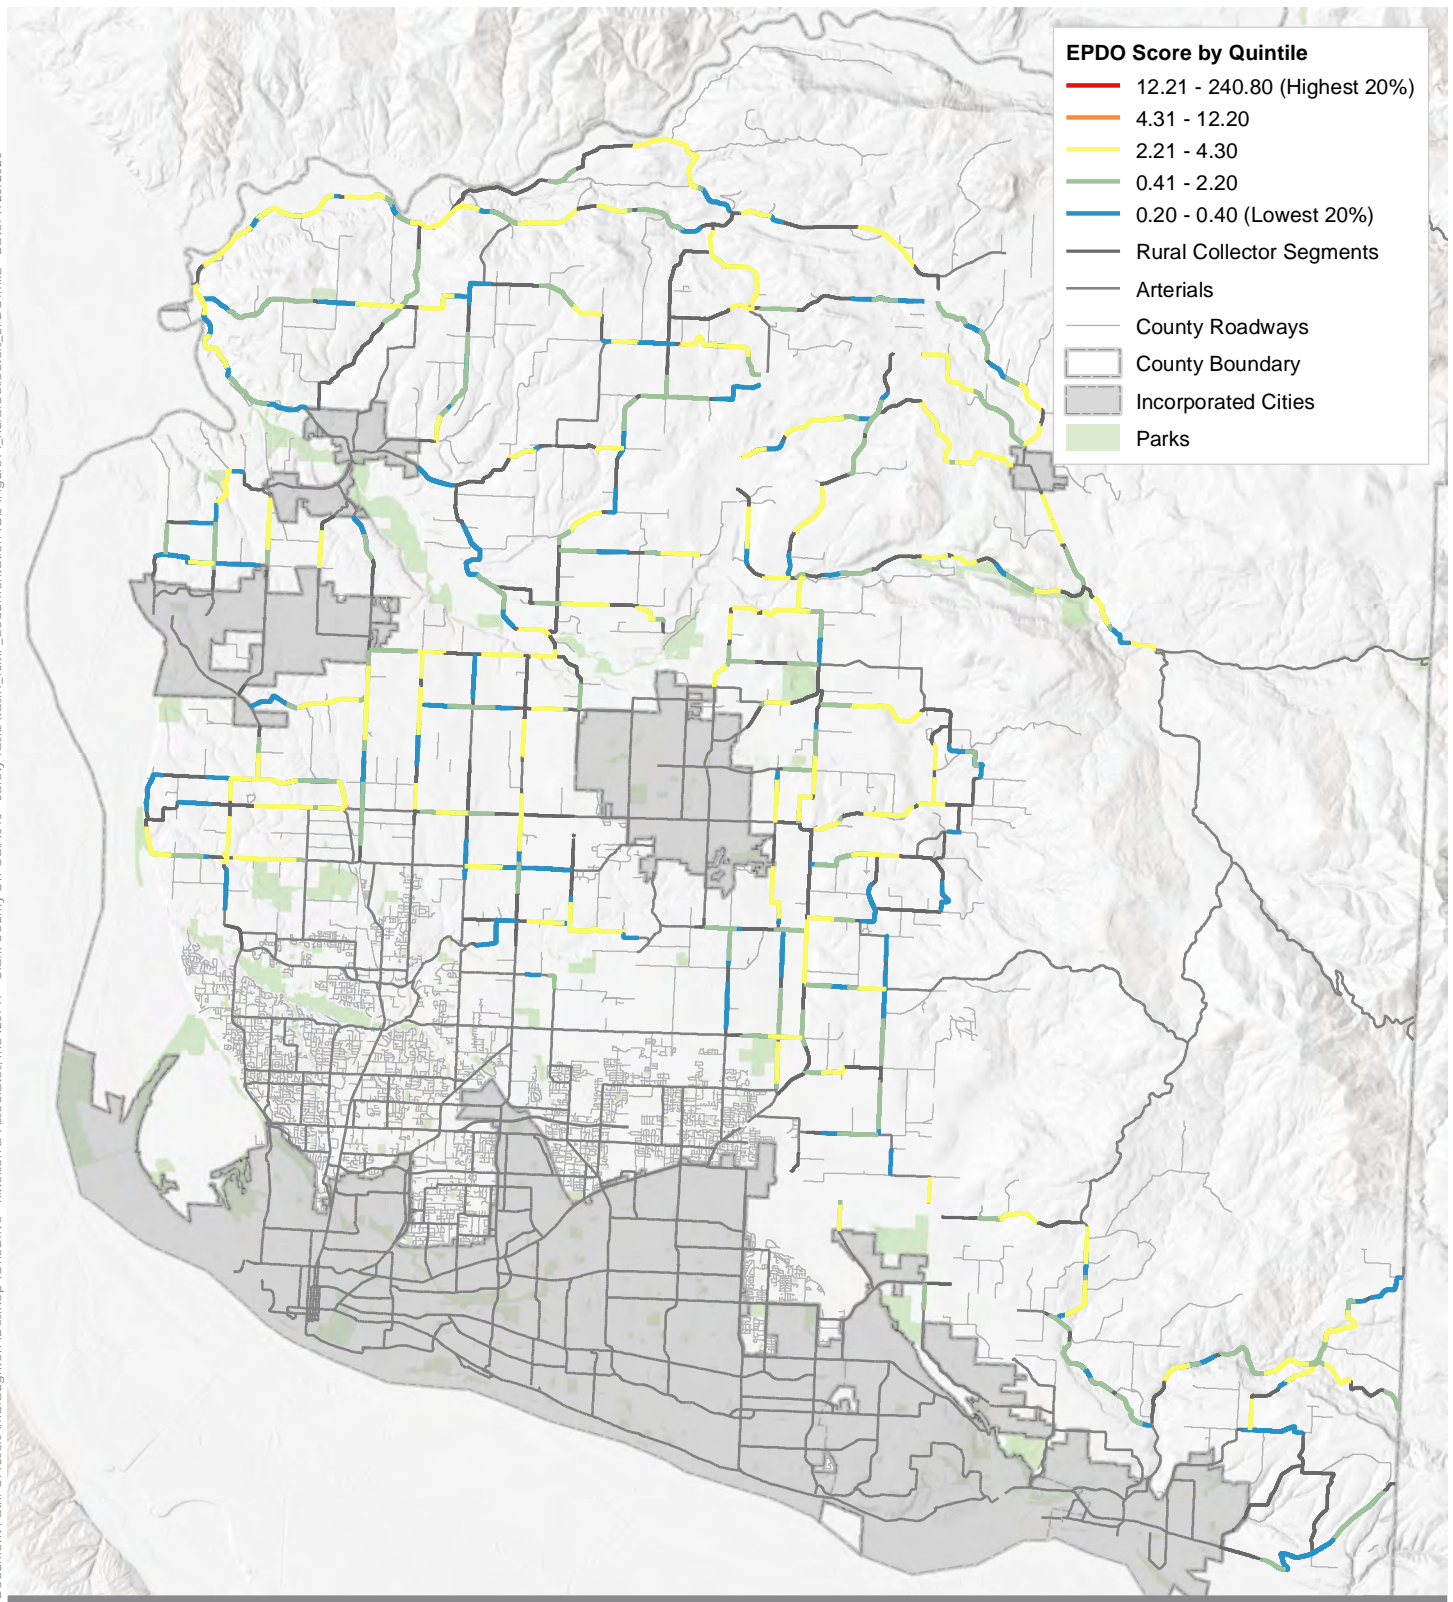 EPDO Score by Quintile
12.21 - 240.80 (Highest 20%)
4.31 - 12.20
2.21 - 4.30
0.41 - 2.20
0.20 - 0.40 (Lowest 20%)
Rural Collector Segments
Arterials
County Roadways
County Boundary
Incorporated Cities
Parks